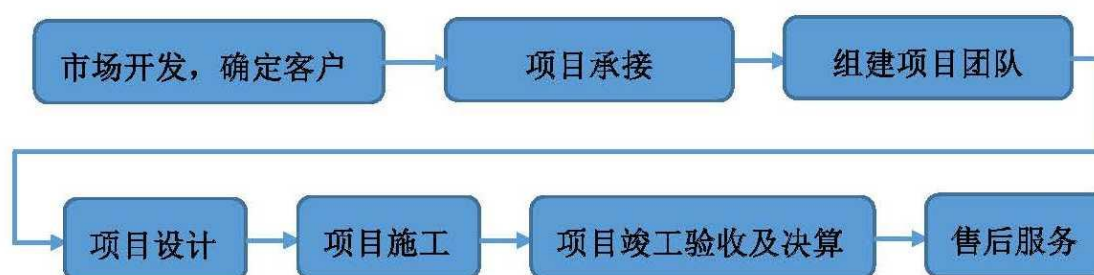 市场开发，确定客户
项目承接
组建项目团队
项目设计
项目施工
项目竣工验收及决算
售后服务